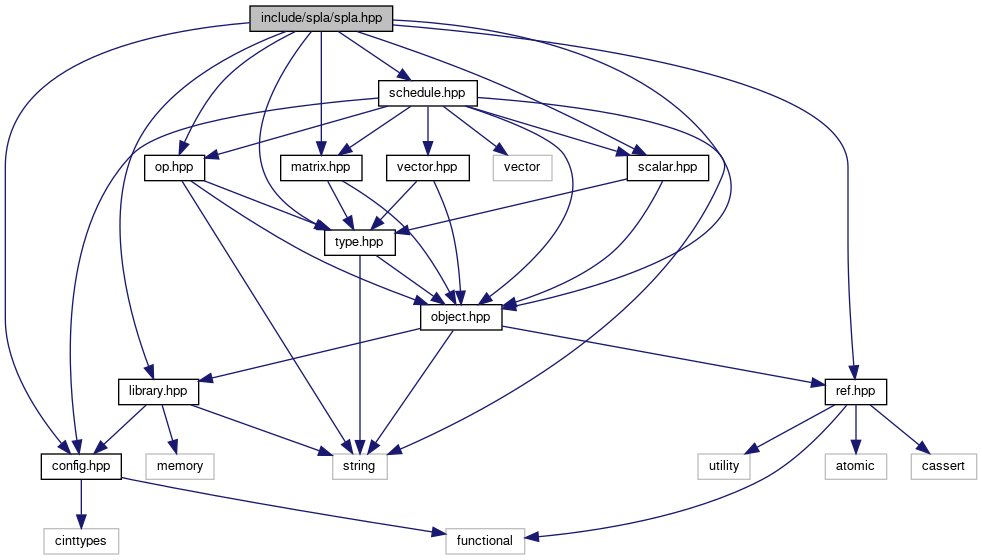 include/spla/spla.hpp
schedule.hpp
op.hpp
matrix.hpp
vector.hpp
vector
scalar.hpp
type.hpp
object.hpp
library.hpp
ref.hpp
config.hpp
memory
string
utility
atomic
cassert
cinttypes
functional